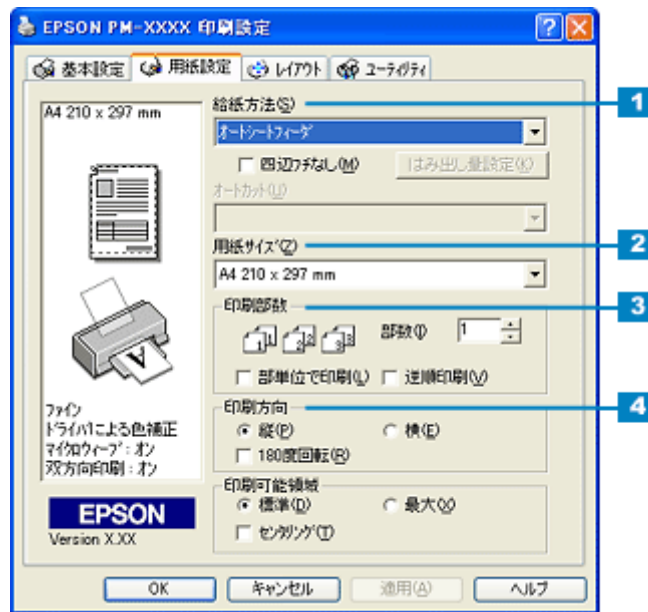 EPSON PM-XXXX 印刷設定
基本設定 用紙設定 レイアウト ユーティリティ
A4 210 x 297 mm
給紙方法(S)
1
オートシートフィーダ
四辺フチなし(M) はみ出し量設定(K)
オートカット(U)
用紙サイズ(Z)
2
A4 210 x 297 mm
印刷部数
3
部数(I) 1
部単位で印刷(L) 逆順印刷(V)
印刷方向
4
縦(P) 横(E)
180度回転(R)
印刷可能領域
標準(D) 最大(X)
センタリング(T)
ファイン
ドライバによる色補正
マイクロウィーブ:オン
双方向印刷:オン
EPSON
Version X.XX
OK キャンセル 適用(A) ヘルプ